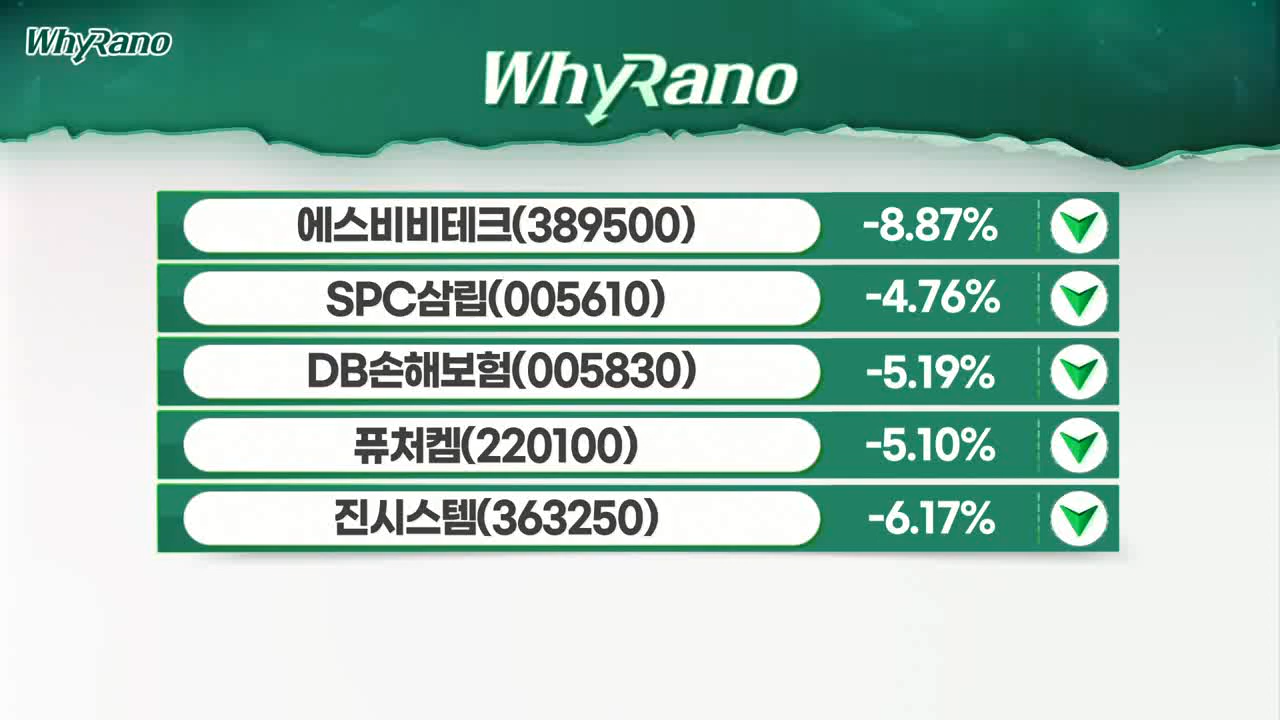 WhyRano
WhyRano
에스비비테크(389500) -8.87%
SPC삼립(005610) -4.76%
DB손해보험(005830) -5.19%
퓨처켐(220100) -5.10%
진시스템(363250) -6.17%